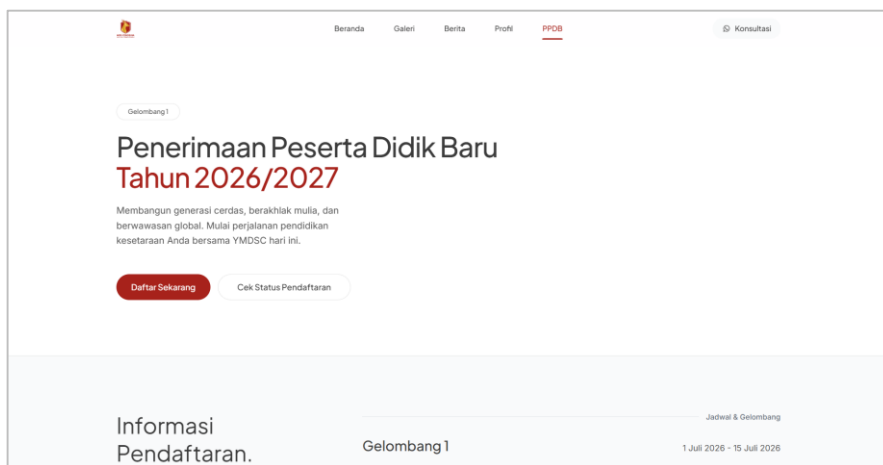 Beranda
Galeri
Berita
Profil
PPDB
Konsultasi
Gelombang 1
Penerimaan Peserta Didik Baru
Tahun 2026/2027
Membangun generasi cerdas, berakhlak mulia, dan
berwawasan global. Mulai perjalanan pendidikan
kesetaraan Anda bersama YMDSC hari ini.
Daftar Sekarang
Cek Status Pendaftaran
Informasi
Pendaftaran.
Jadwal & Gelombang
Gelombang 1
1 Juli 2026 - 15 Juli 2026